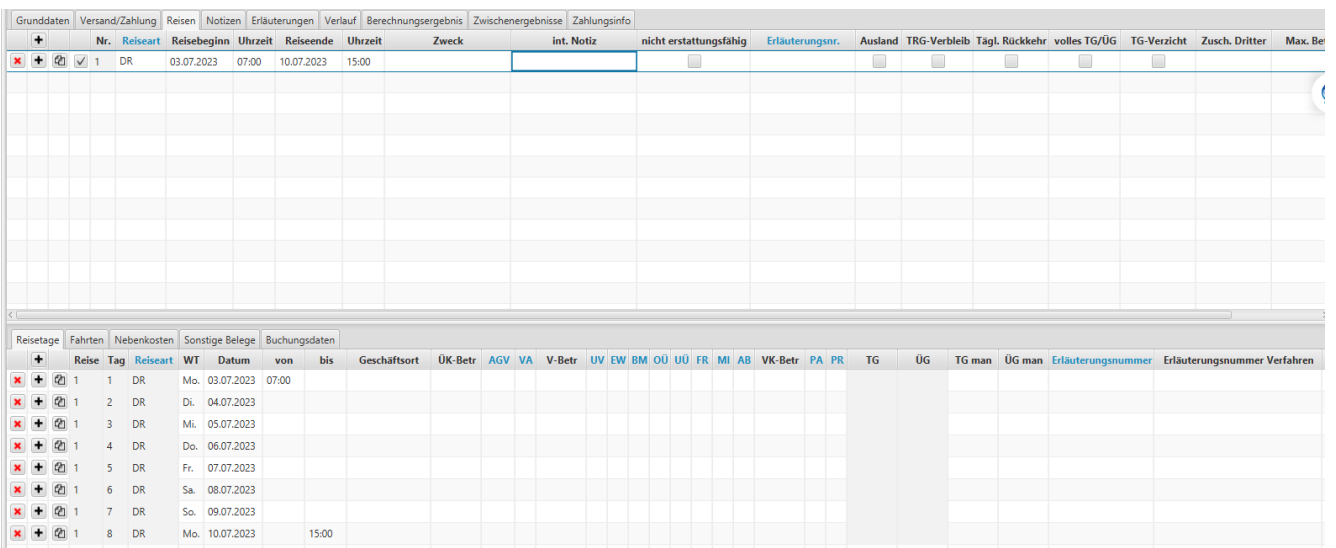 Grunddaten Versand/Zahlung Reisen Notizen Erläuterungen Verlauf Berechnungsergebnis Zwischenergebnisse Zahlungsinfo
Nr. Reiseart Reisebeginn Uhrzeit Reiseende Uhrzeit Zweck int. Notiz nicht erstattungsfähig Erläuterungsnr. Ausland TRG-Verbleib Tägl. Rückkehr volles TG/ÜG TG-Verzicht Zusch. Dritter Max. Be
1 DR 03.07.2023 07:00 10.07.2023 15:00
Reisetage Fahrten Nebenkosten Sonstige Belege Buchungsdaten
Reise Tag Reiseart WT Datum von bis Geschäftsort ÜK-Betr AGV VA V-Betr UV EW BM OÜ UÜ FR MI AB VK-Betr PA PR TG ÜG TG man ÜG man Erläuterungsnummer Erläuterungsnummer Verfahren
1 1 DR Mo. 03.07.2023 07:00
1 2 DR Di. 04.07.2023
1 3 DR Mi. 05.07.2023
1 4 DR Do. 06.07.2023
1 5 DR Fr. 07.07.2023
1 6 DR Sa. 08.07.2023
1 7 DR So. 09.07.2023
1 8 DR Mo. 10.07.2023 15:00